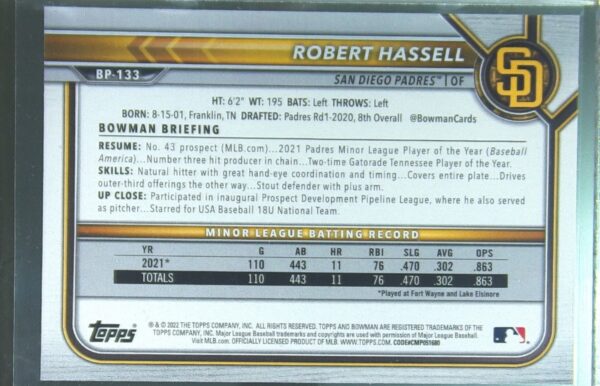 ROBERT HASSELL
BP-133
SAN DIEGO PADRES™ | OF
SD
HT: 6'2" WT: 195 BATS: Left THROWS: Left
BORN: 8-15-01, Franklin, TN DRAFTED: Padres Rd1-2020, 8th Overall @BowmanCards
BOWMAN BRIEFING
RESUME: No. 43 prospect (MLB.com)...2021 Padres Minor League Player of the Year (Baseball
America)...Number three hit producer in chain...Two-time Gatorade Tennessee Player of the Year.
SKILLS: Natural hitter with great hand-eye coordination and timing...Covers entire plate...Drives
outer-third offerings the other way...Stout defender with plus arm.
UP CLOSE: Participated in inaugural Prospect Development Pipeline League, where he also served
as pitcher...Starred for USA Baseball 18U National Team.
MINOR LEAGUE BATTING RECORD
YR G AB HR RBI SLG AVG OPS
2021* 110 443 11 76 .470 .302 .863
TOTALS 110 443 11 76 .470 .302 .863
*Played at Fort Wayne and Lake Elsinore
topps
® & © 2022 THE TOPPS COMPANY, INC. ALL RIGHTS RESERVED. TOPPS AND BOWMAN ARE REGISTERED TRADEMARKS OF
THE TOPPS COMPANY, INC. Major League Baseball trademarks and copyrights are used with permission of Major League Baseball.
Visit MLB.com. OFFICIALLY LICENSED PRODUCT OF MLB. WWW.TOPPS.COM. CODE#CMP051680